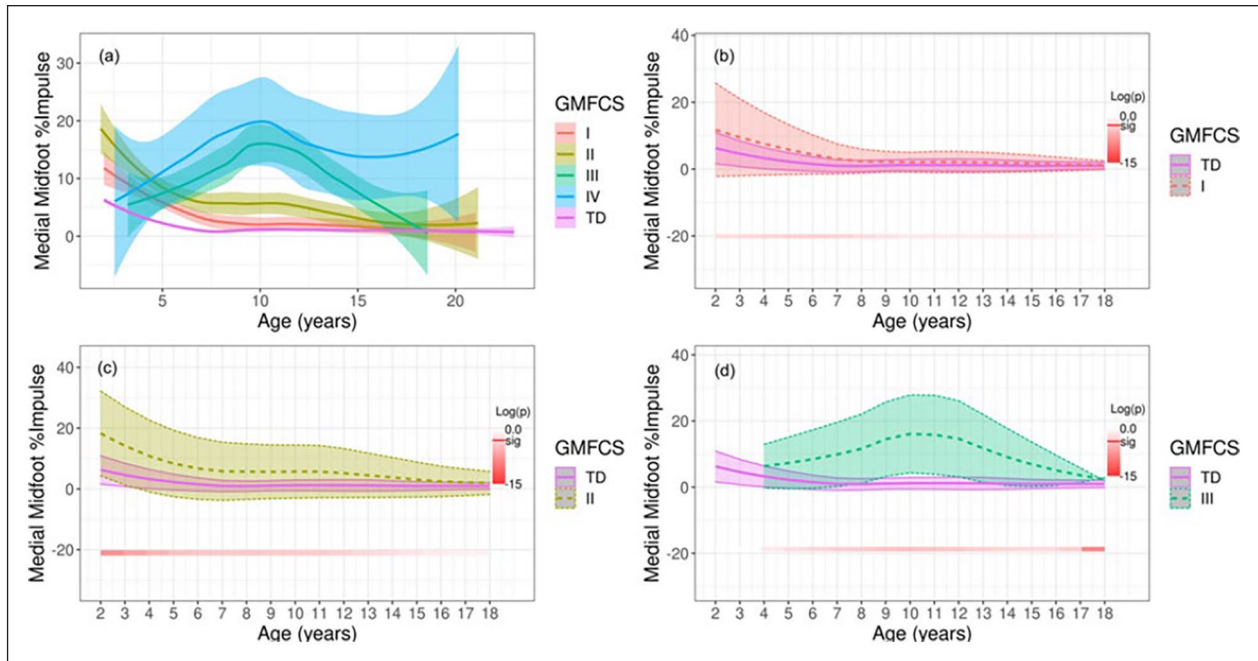 (a)
Medial Midfoot %Impulse
30
20
10
0
5 10 15 20
Age (years)
GMFCS
I
II
III
IV
TD
(b)
Medial Midfoot %Impulse
40
20
0
-20
2 3 4 5 6 7 8 9 10 11 12 13 14 15 16 17 18
Age (years)
Log(p)
0.0
sig
-15
GMFCS
TD
I
(c)
Medial Midfoot %Impulse
40
20
0
-20
2 3 4 5 6 7 8 9 10 11 12 13 14 15 16 17 18
Age (years)
Log(p)
0.0
sig
-15
GMFCS
TD
II
(d)
Medial Midfoot %Impulse
40
20
0
-20
2 3 4 5 6 7 8 9 10 11 12 13 14 15 16 17 18
Age (years)
Log(p)
0.0
sig
-15
GMFCS
TD
III